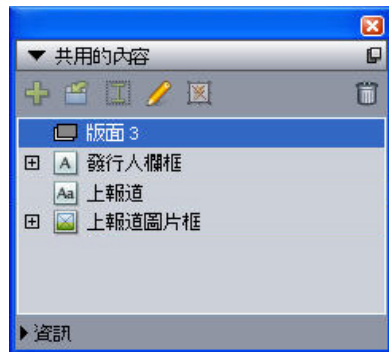 共用的內容
版面 3
A 發行人欄框
Aa 上報道
上報道圖片框
資訊